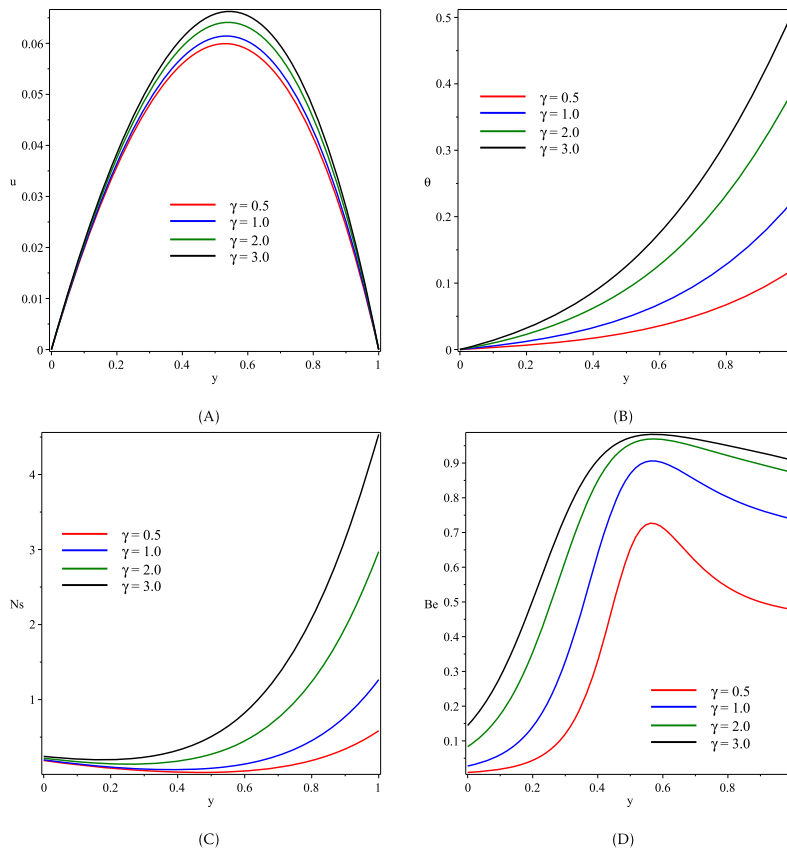 0.06
0.05
0.04
u
0.03
0.02
0.01
0
γ = 0.5
γ = 1.0
γ = 2.0
γ = 3.0
0 0.2 0.4 0.6 0.8 1
y
(A)
0.5
0.4
0.3
θ
0.2
0.1
0
γ = 0.5
γ = 1.0
γ = 2.0
γ = 3.0
0 0.2 0.4 0.6 0.8
y
(B)
4
3
Ns
2
1
γ = 0.5
γ = 1.0
γ = 2.0
γ = 3.0
0 0.2 0.4 0.6 0.8 1
y
(C)
0.9
0.8
0.7
0.6
Be
0.5
0.4
0.3
0.2
0.1
γ = 0.5
γ = 1.0
γ = 2.0
γ = 3.0
0 0.2 0.4 0.6 0.8
y
(D)